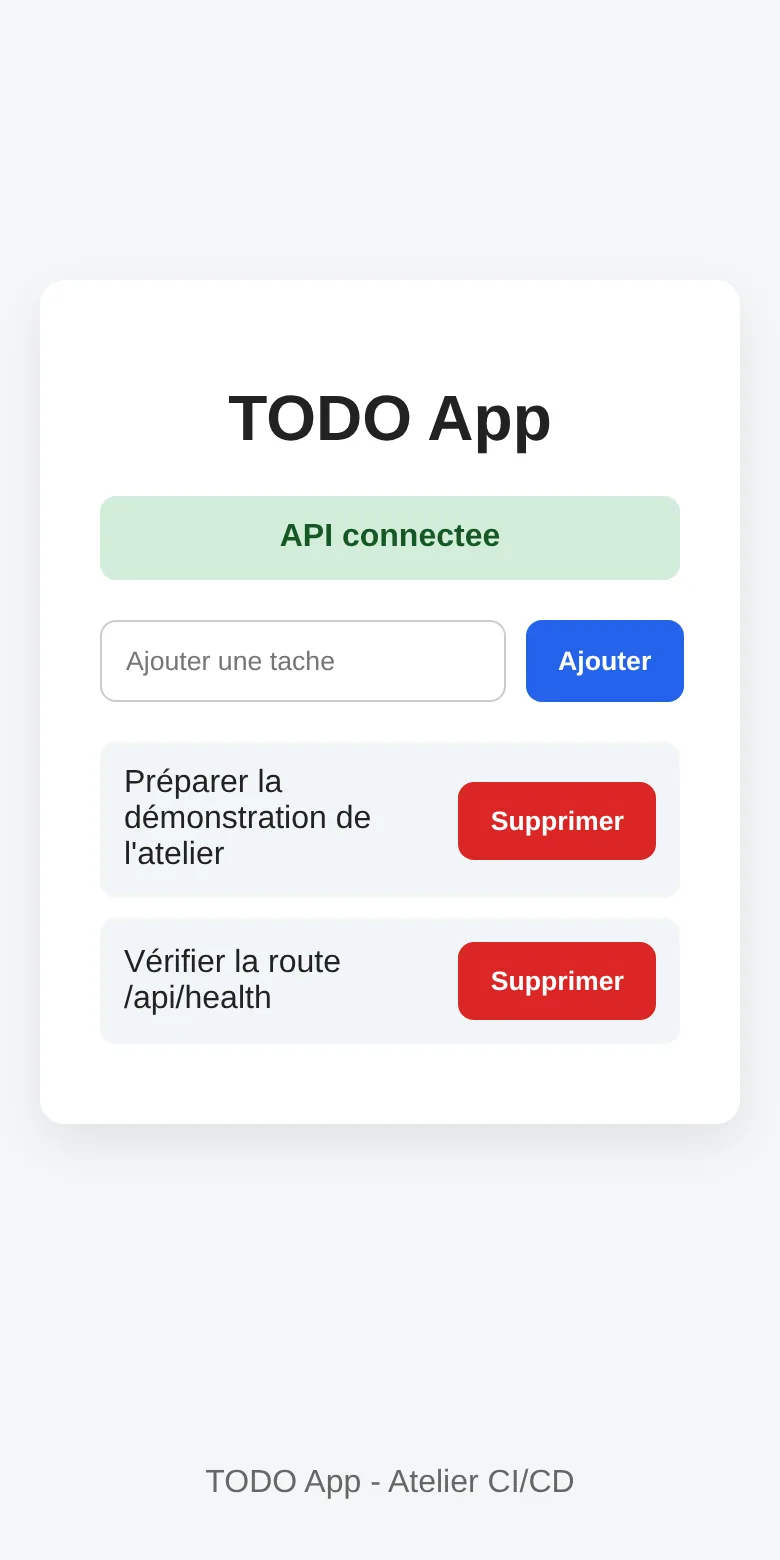 TODO App
API connectee
Ajouter une tache
Ajouter
Préparer la
démonstration de
l'atelier
Supprimer
Vérifier la route
/api/health
Supprimer
TODO App - Atelier CI/CD